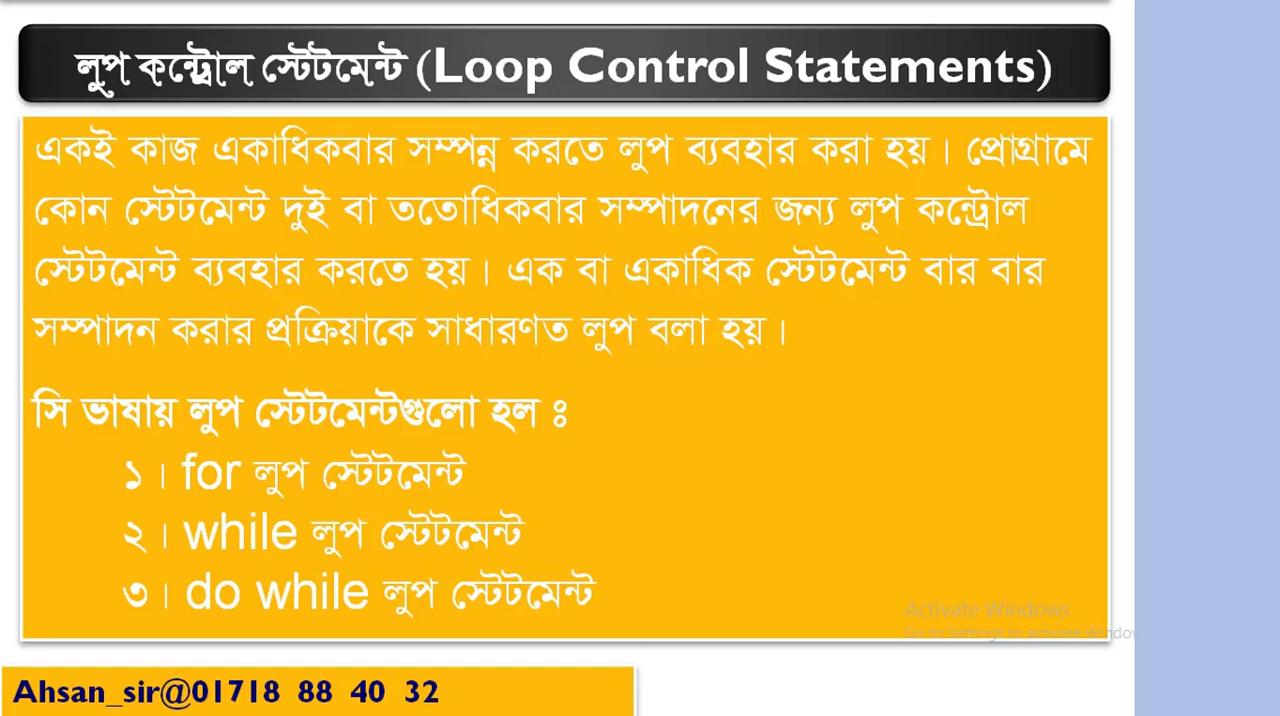 লুপ কন্ট্রোল স্টেটমেন্ট (Loop Control Statements)
একই কাজ একাধিকবার সম্পন্ন করতে লুপ ব্যবহার করা হয়। প্রোগ্রামে
কোন স্টেটমেন্ট দুই বা ততোধিকবার সম্পাদনের জন্য লুপ কন্ট্রোল
স্টেটমেন্ট ব্যবহার করতে হয়। এক বা একাধিক স্টেটমেন্ট বার বার
সম্পাদন করার প্রক্রিয়াকে সাধারণত লুপ বলা হয়।
সি ভাষায় লুপ স্টেটমেন্টগুলো হল ঃ
১। for লুপ স্টেটমেন্ট
২। while লুপ স্টেটমেন্ট
৩। do while লুপ স্টেটমেন্ট
Activate Windows
Ahsan_sir@01718 88 40 32